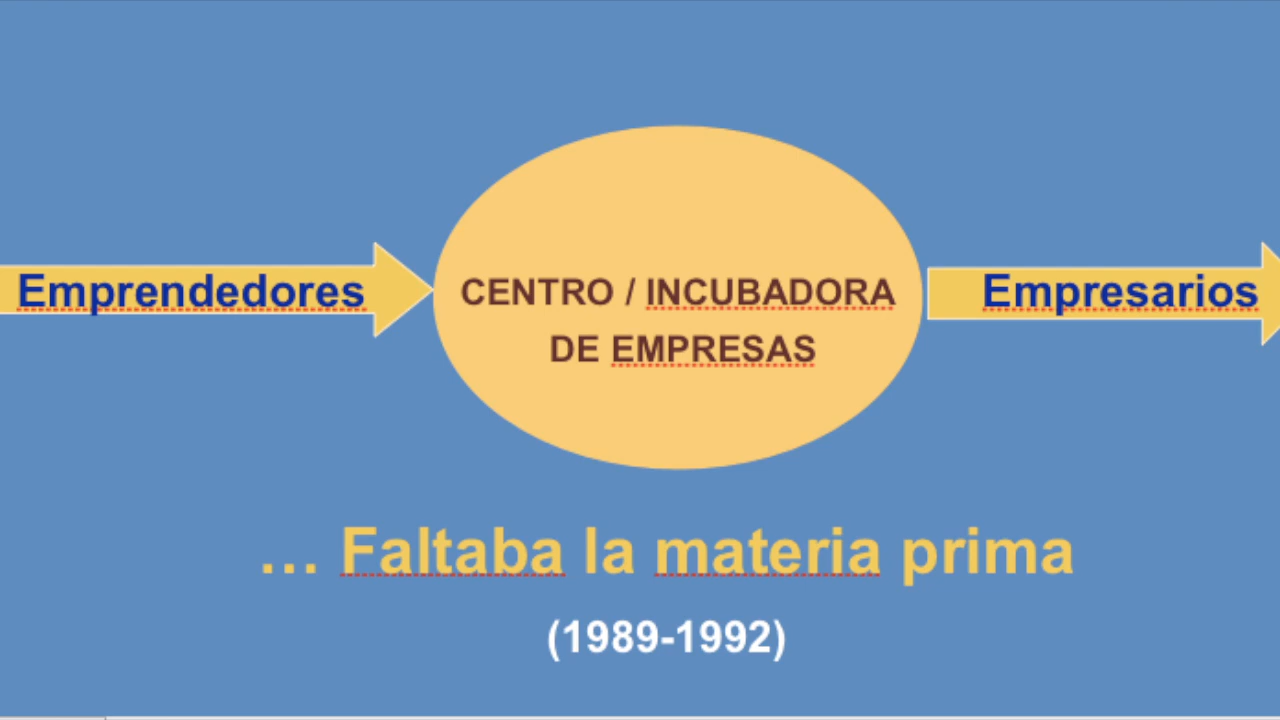 Emprendedores
CENTRO / INCUBADORA
DE EMPRESAS
Empresarios
... Faltaba la materia prima
(1989-1992)